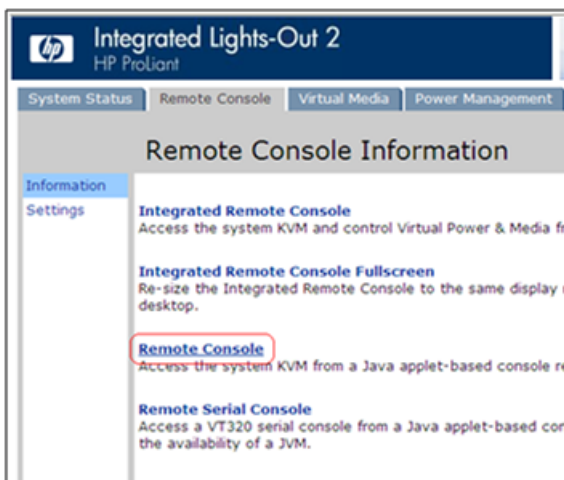 hp
Integrated Lights-Out 2
HP ProLiant
System Status
Remote Console
Virtual Media
Power Management
Remote Console Information
Information
Settings
Integrated Remote Console
Access the system KVM and control Virtual Power & Media
Integrated Remote Console Fullscreen
Re-size the Integrated Remote Console to the same display
desktop.
Remote Console
Access the system KVM from a Java applet-based console
Remote Serial Console
Access a VT320 serial console from a Java applet-based
the availability of a JVM.